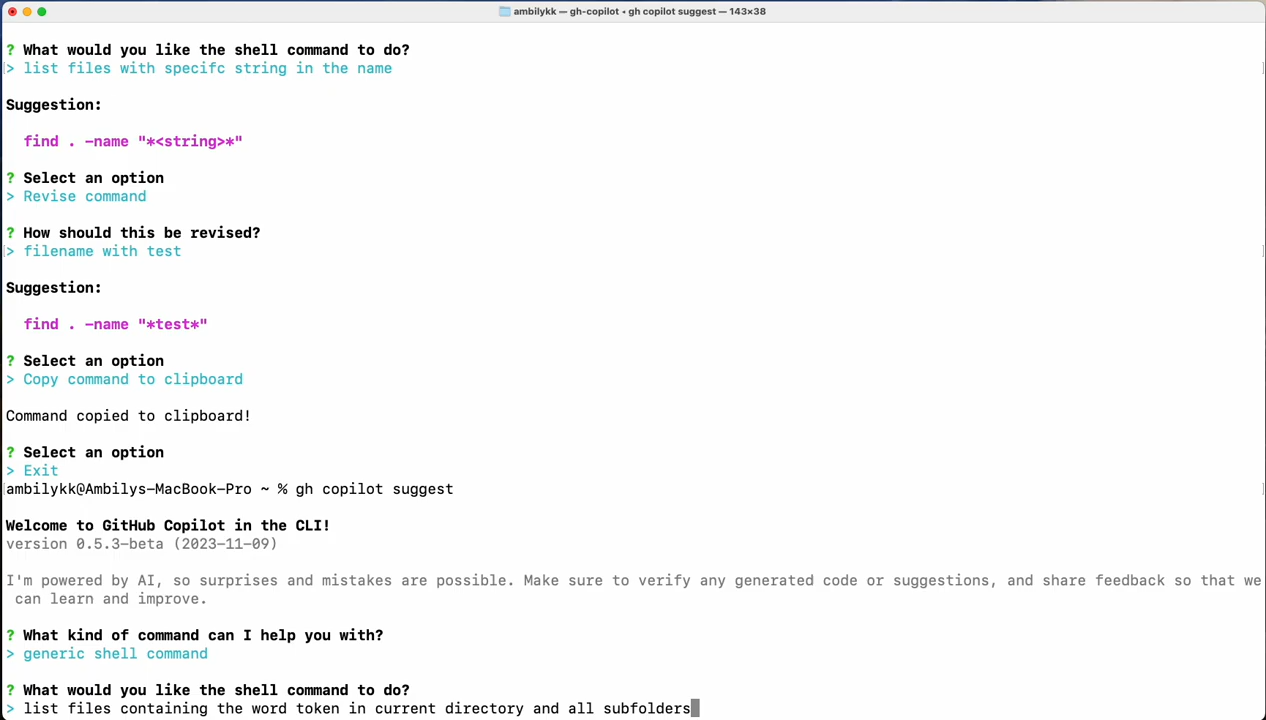 ambilykk — gh-copilot • gh copilot suggest — 143×38
? What would you like the shell command to do?
> list files with specifc string in the name
Suggestion:
find . -name "*<string>*"
? Select an option
> Revise command
? How should this be revised?
> filename with test
Suggestion:
find . -name "*test*"
? Select an option
> Copy command to clipboard
Command copied to clipboard!
? Select an option
> Exit
ambilykk@Ambilys-MacBook-Pro ~ % gh copilot suggest
Welcome to GitHub Copilot in the CLI!
version 0.5.3-beta (2023-11-09)
I'm powered by AI, so surprises and mistakes are possible. Make sure to verify any generated code or suggestions, and share feedback so that we
can learn and improve.
? What kind of command can I help you with?
> generic shell command
? What would you like the shell command to do?
> list files containing the word token in current directory and all subfolders